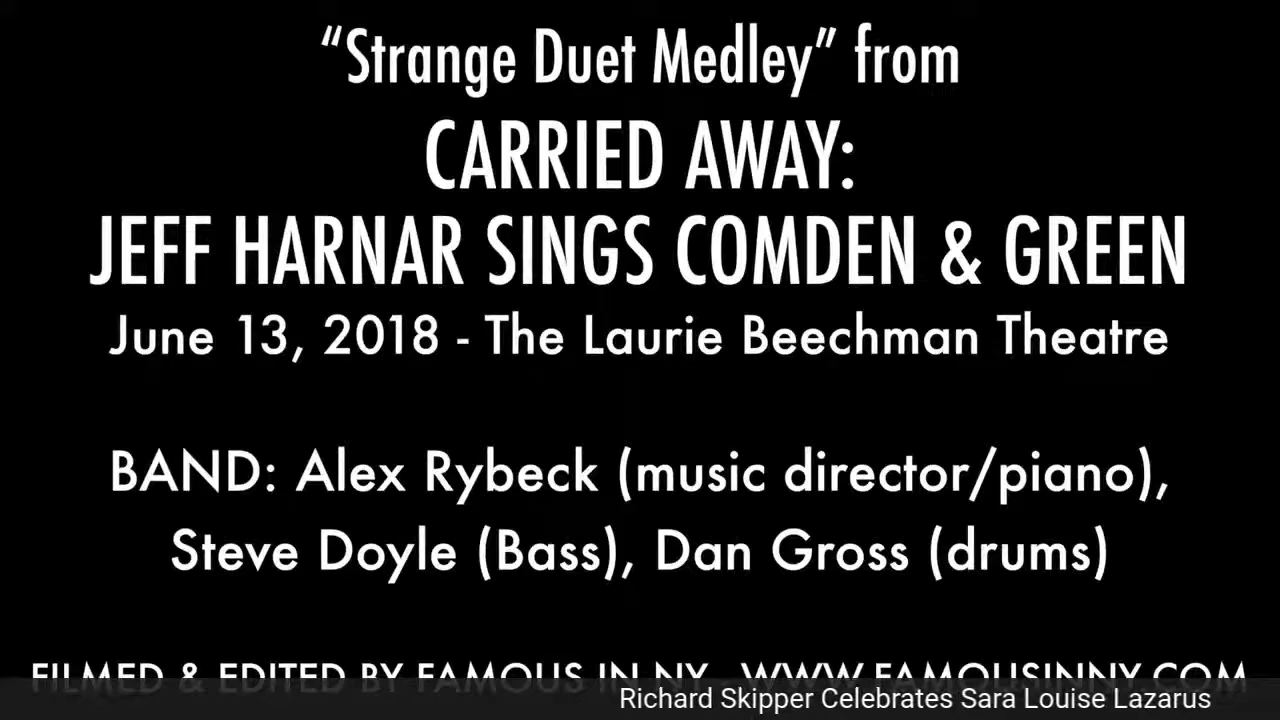 “Strange Duet Medley” from
CARRIED AWAY:
JEFF HARNAR SINGS COMDEN & GREEN
June 13, 2018 - The Laurie Beechman Theatre
BAND: Alex Rybeck (music director/piano),
Steve Doyle (Bass), Dan Gross (drums)
FILMED & EDITED BY FAMOUS IN NY - WWW.FAMOUSINNY.COM
Richard Skipper Celebrates Sara Louise Lazarus